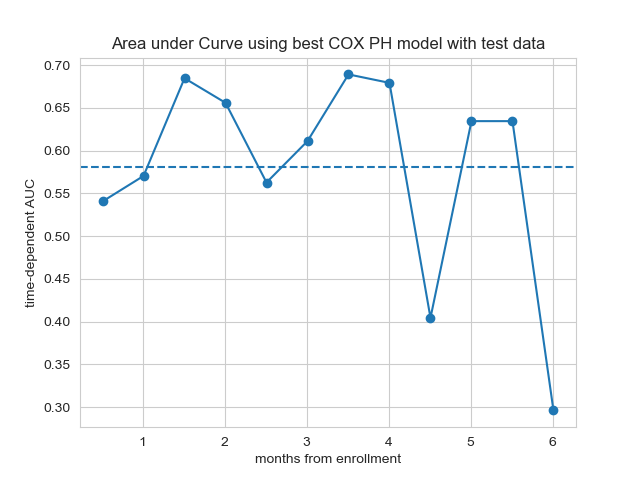 Area under Curve using best COX PH model with test data
time-dependent AUC
0.70
0.65
0.60
0.55
0.50
0.45
0.40
0.35
0.30
1 2 3 4 5 6
months from enrollment